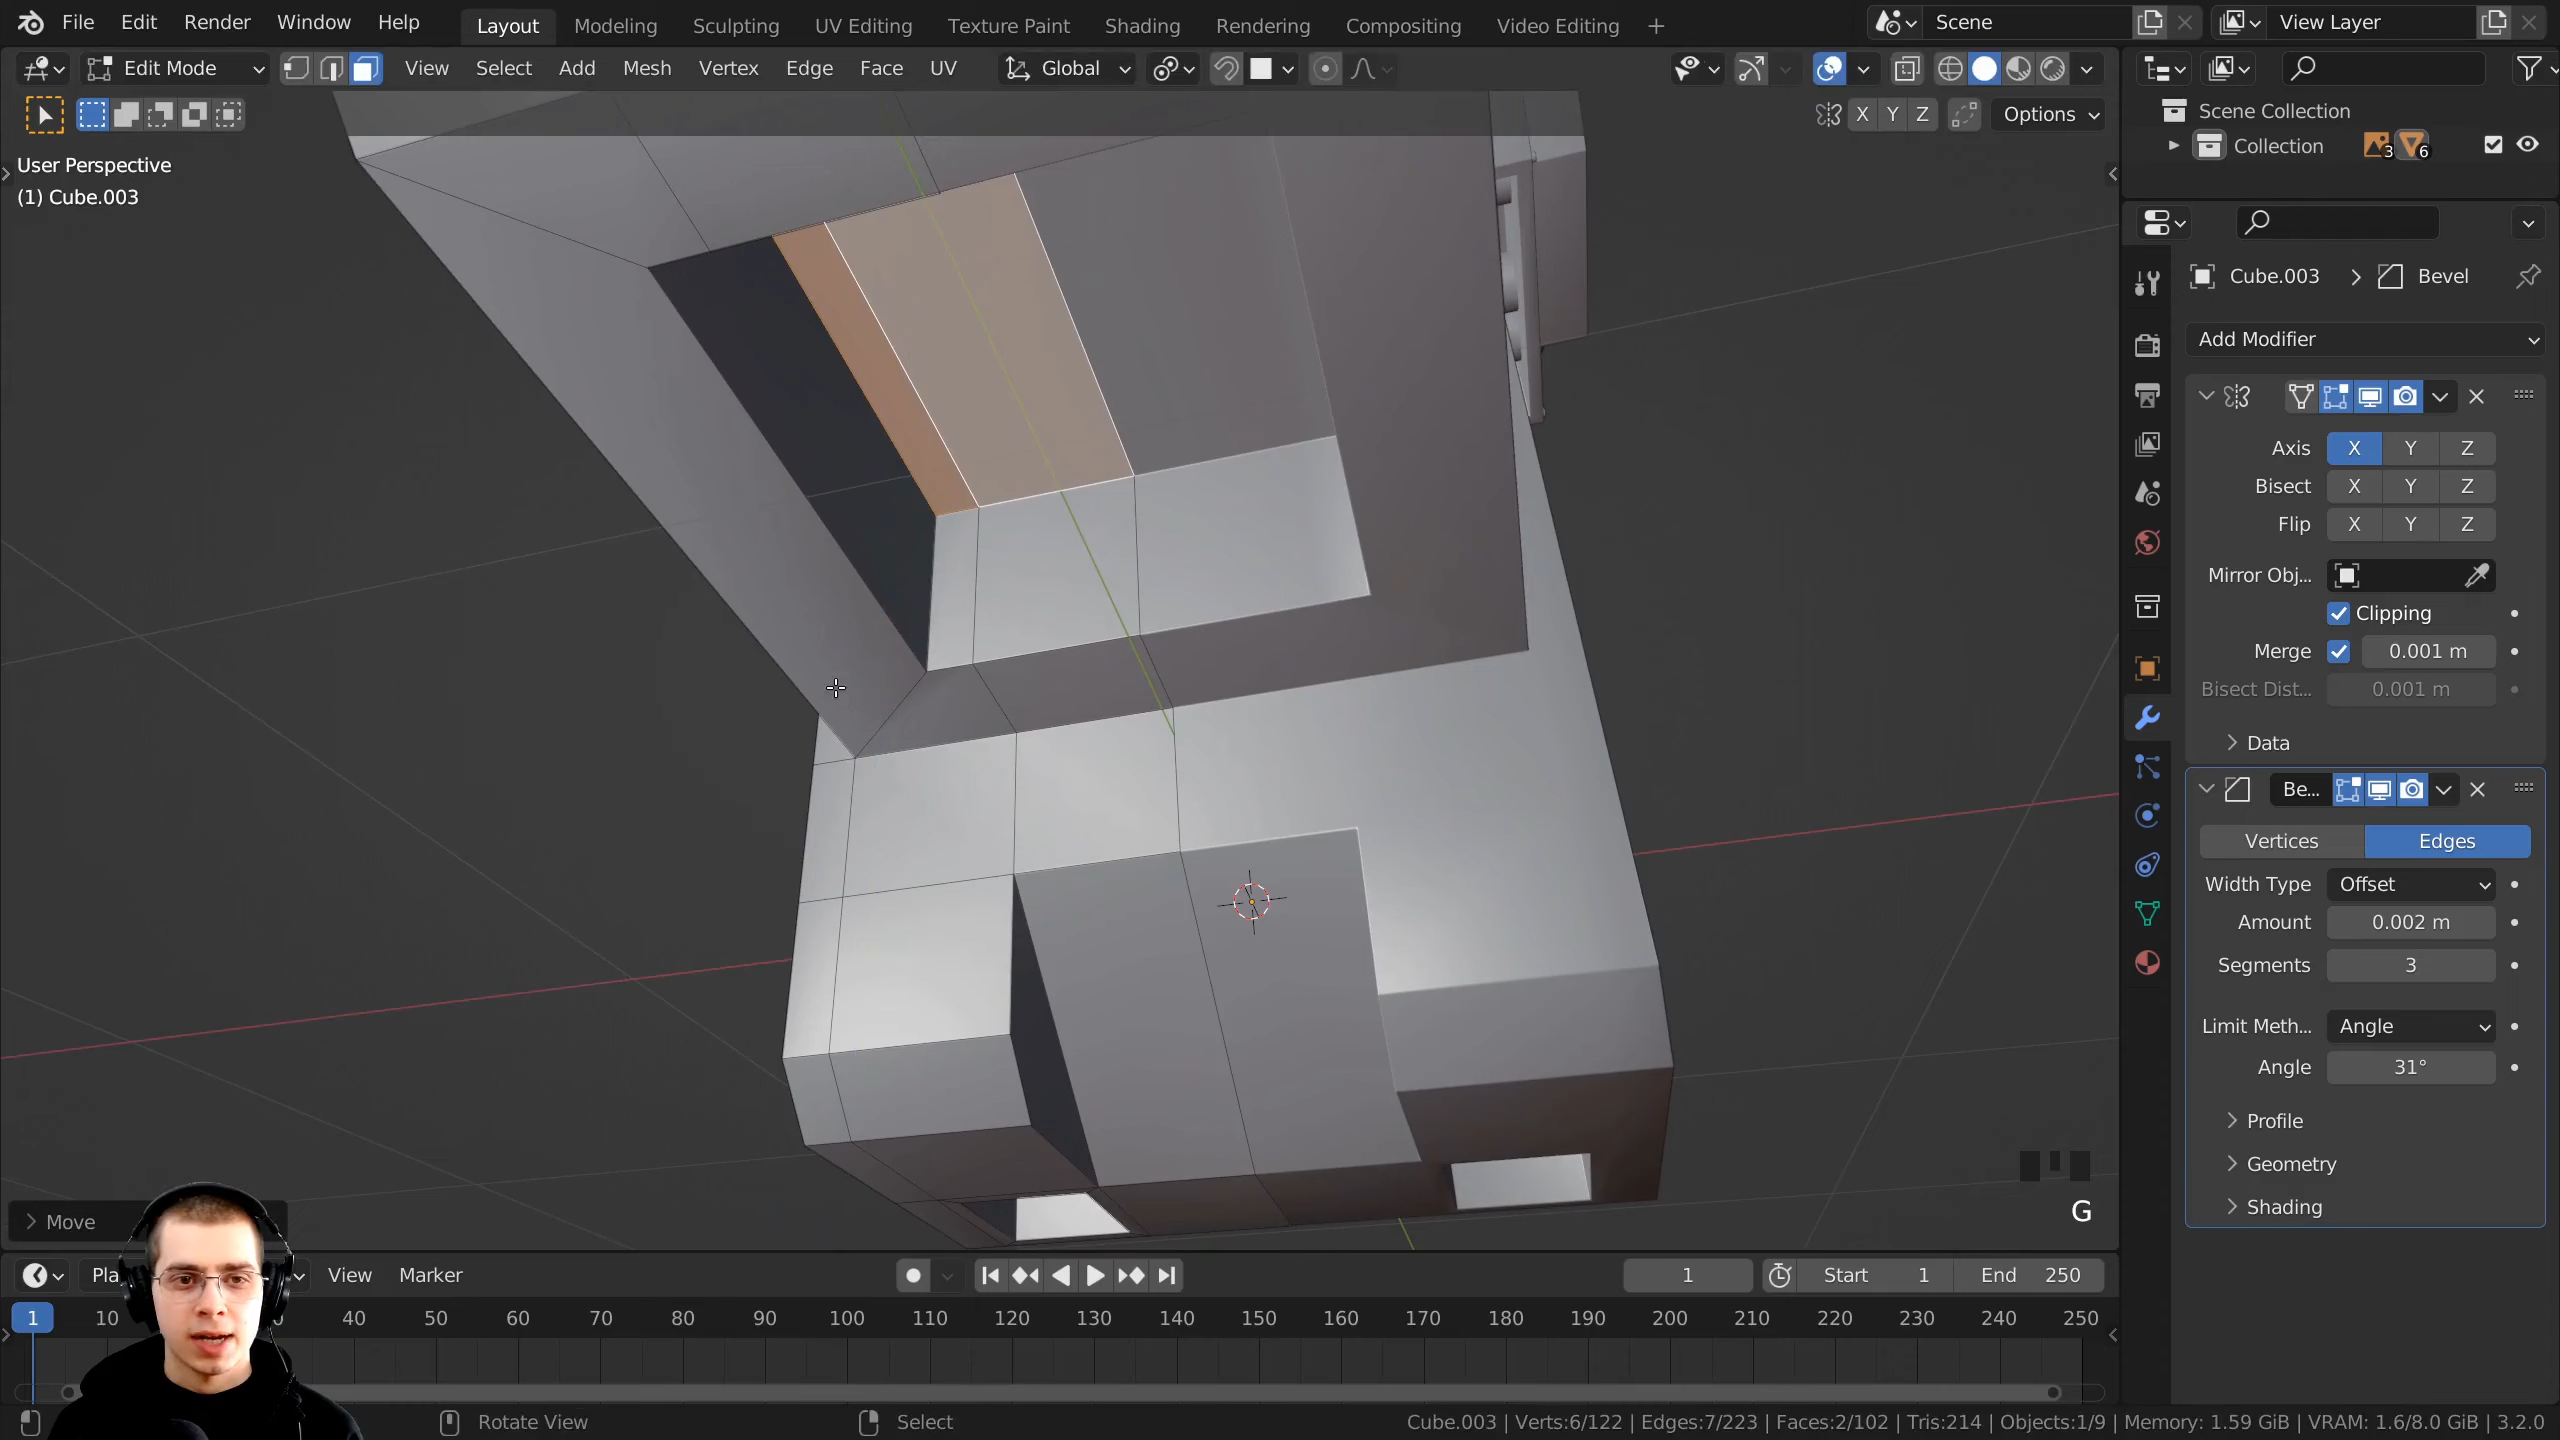 File Edit Render Window Help Layout Modeling Sculpting UV Editing Texture Paint Shading Rendering Compositing Video Editing + Scene View Layer
Edit Mode View Select Add Mesh Vertex Edge Face UV Global
X Y Z Options
User Perspective
(1) Cube.003
Scene Collection
Collection 3 6
Cube.003 > Bevel
Add Modifier
Axis X Y Z
Bisect X Y Z
Flip X Y Z
Mirror Obj...
Clipping
Merge 0.001 m
Bisect Dist... 0.001 m
Data
Be...
Vertices Edges
Width Type Offset
Amount 0.002 m
Segments 3
Limit Meth... Angle
Angle 31°
Profile
Geometry
Shading
G
Move
Pla View Marker 1 Start 1 End 250
1 10 40 50 60 70 80 90 100 110 120 130 140 150 160 170 180 190 200 210 220 230 240 250
Rotate View Select Cube.003 | Verts:6/122 | Edges:7/223 | Faces:2/102 | Tris:214 | Objects:1/9 | Memory: 1.59 GiB | VRAM: 1.6/8.0 GiB | 3.2.0